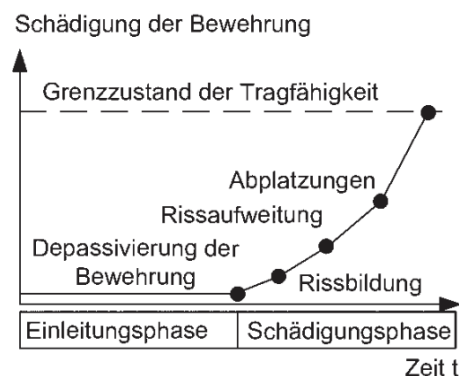 Schädigung der Bewehrung
Grenzzustand der Tragfähigkeit
Abplatzungen
Rissaufweitung
Depassivierung der
Bewehrung
Rissbildung
Einleitungsphase
Schädigungsphase
Zeit t